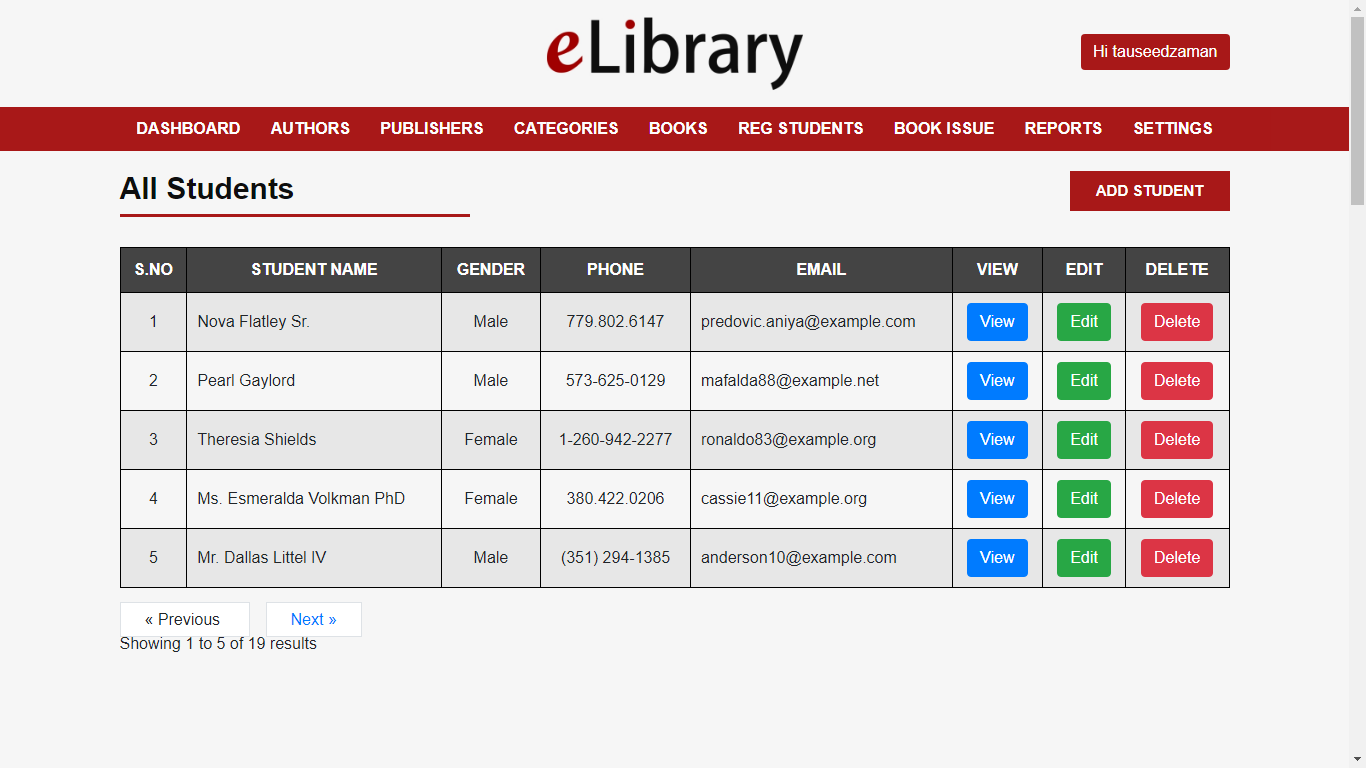 eLibrary
Hi tauseedzaman
DASHBOARD AUTHORS PUBLISHERS CATEGORIES BOOKS REG STUDENTS BOOK ISSUE REPORTS SETTINGS
All Students
ADD STUDENT
S.NO STUDENT NAME GENDER PHONE EMAIL VIEW EDIT DELETE
1 Nova Flatley Sr. Male 779.802.6147 predovic.aniya@example.com View Edit Delete
2 Pearl Gaylord Male 573-625-0129 mafalda88@example.net View Edit Delete
3 Theresia Shields Female 1-260-942-2277 ronaldo83@example.org View Edit Delete
4 Ms. Esmeralda Volkman PhD Female 380.422.0206 cassie11@example.org View Edit Delete
5 Mr. Dallas Littel IV Male (351) 294-1385 anderson10@example.com View Edit Delete
« Previous Next »
Showing 1 to 5 of 19 results